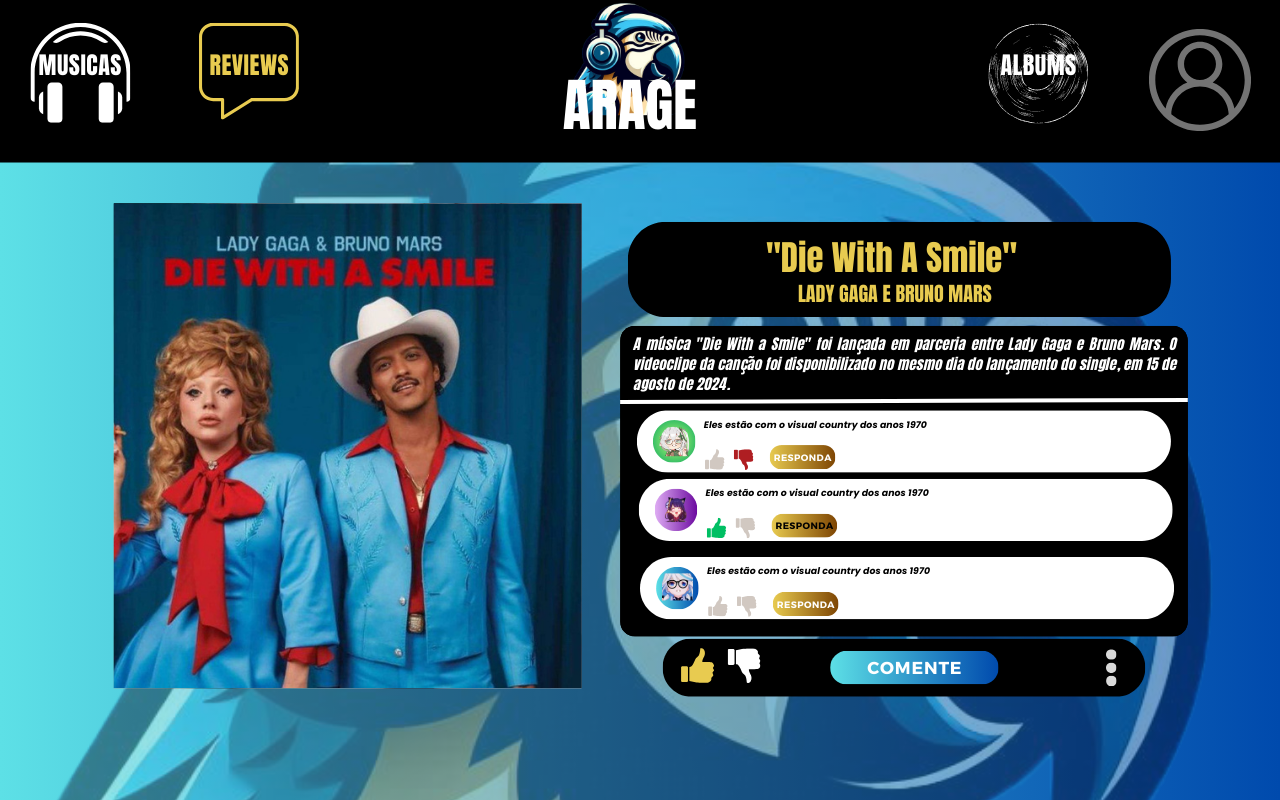 MUSICAS
REVIEWS
ARAGE
ALBUMS
LADY GAGA & BRUNO MARS
DIE WITH A SMILE
"Die With A Smile"
LADY GAGA E BRUNO MARS
A mùsica "Die With a Smile" foi lançada em parceria entre Lady Gaga e Bruno Mars. O
videoclipe da canção foi disponibilizado no mesmo dia do lançamento do single, em 15 de
agosto de 2024.
Eles estão com o visual country dos anos 1970
RESPONDA
Eles estão com o visual country dos anos 1970
RESPONDA
Eles estão com o visual country dos anos 1970
RESPONDA
COMENTE